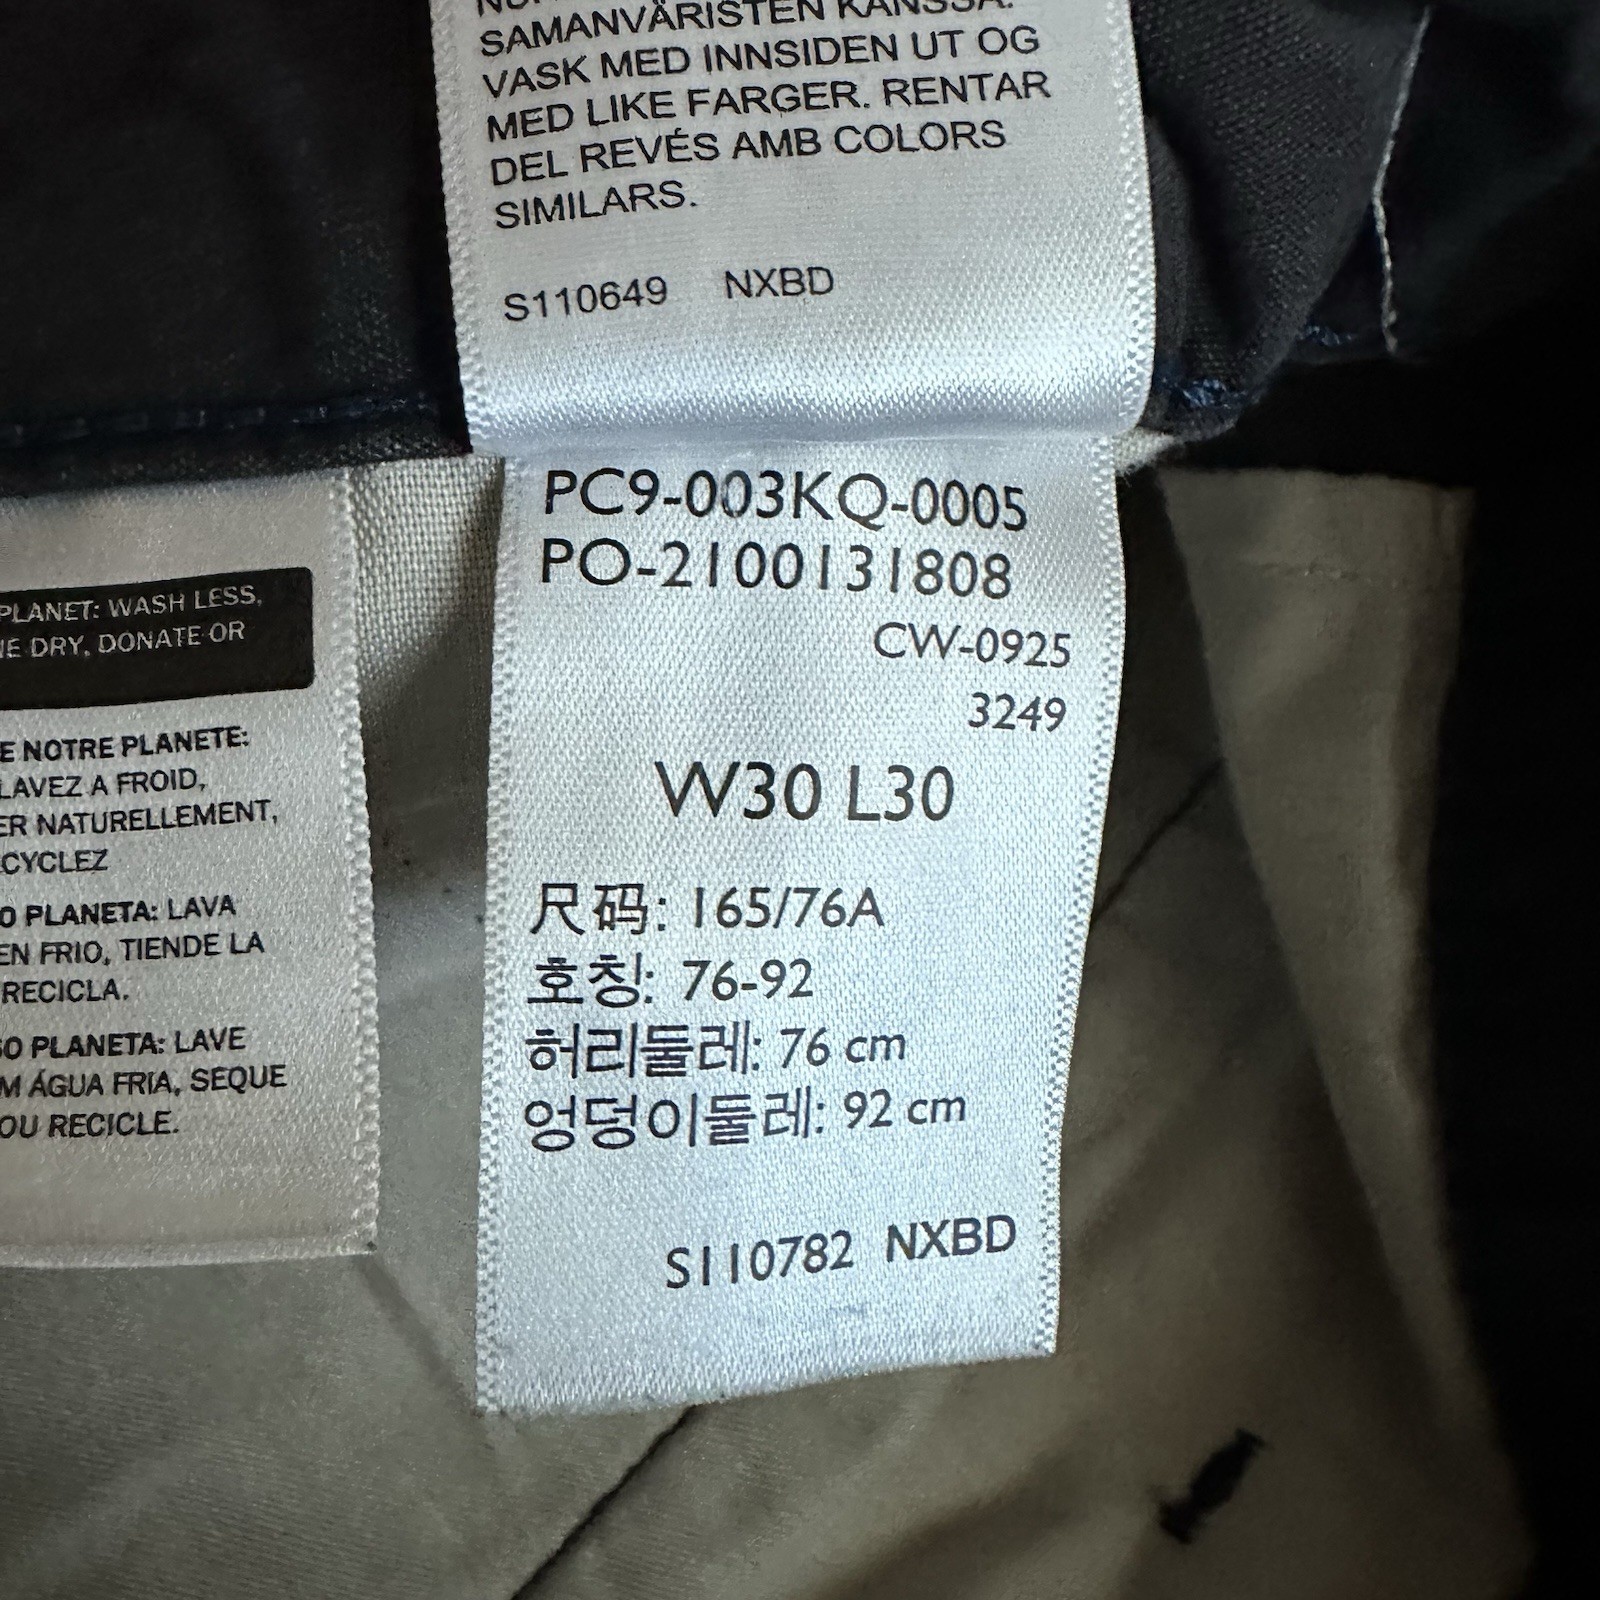 SAMANVÄRISTEN KANSSA.
VASK MED INNSIDEN UT OG
MED LIKE FARGER. RENTAR
DEL REVÉS AMB COLORS
SIMILARS.
S110649 NXBD
PC9-003KQ-0005
PO-2100131808
CW-0925
3249
W30 L30
尺码: 165/76A
호칭: 76-92
허리둘레: 76 cm
엉덩이둘레: 92 cm
S110782 NXBD
PLANET: WASH LESS,
DRY, DONATE OR
NOTRE PLANETE:
LAVEZ A FROID,
NATURELLEMENT,
PLANETA: LAVA
EN FRIO, TIENDE LA
RECICLA.
PLANETA: LAVE
ÁGUA FRIA, SEQUE
OU RECICLE.